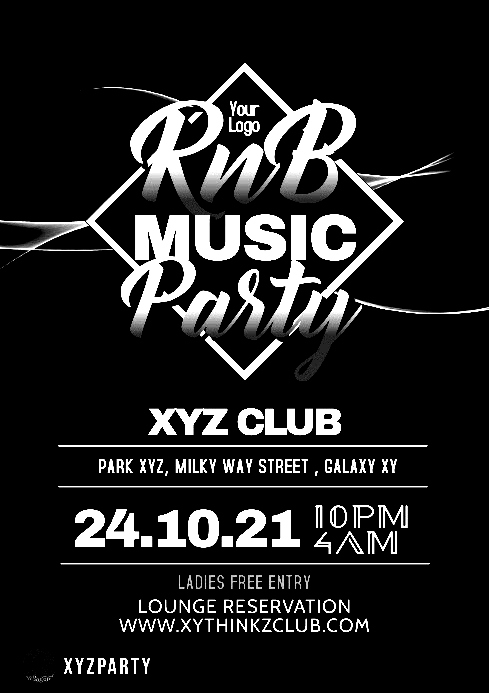 Your
Logo
RnB
MUSIC
Party
XYZ CLUB
PARK XYZ, MILKY WAY STREET , GALAXY XY
24.10.21 10PM
4AM
LADIES FREE ENTRY
LOUNGE RESERVATION
WWW.XYTHINKZCLUB.COM
XYZPARTY